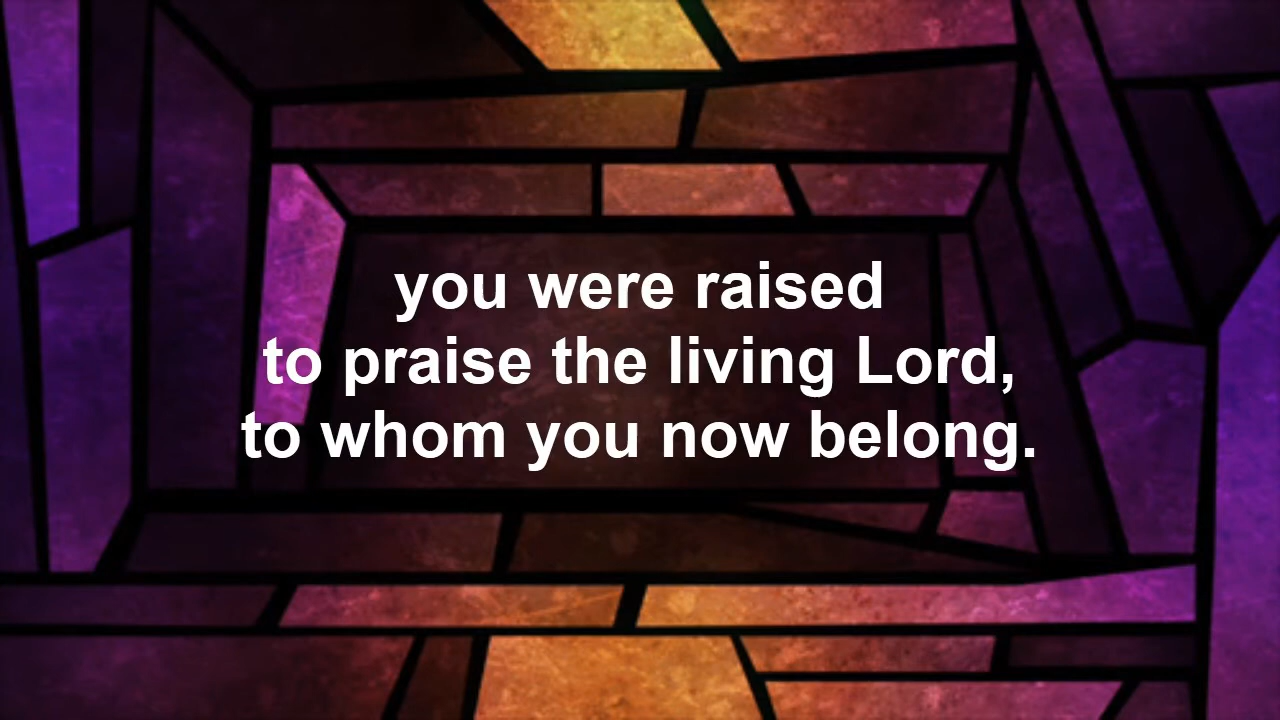 you were raised
to praise the living Lord,
to whom you now belong.